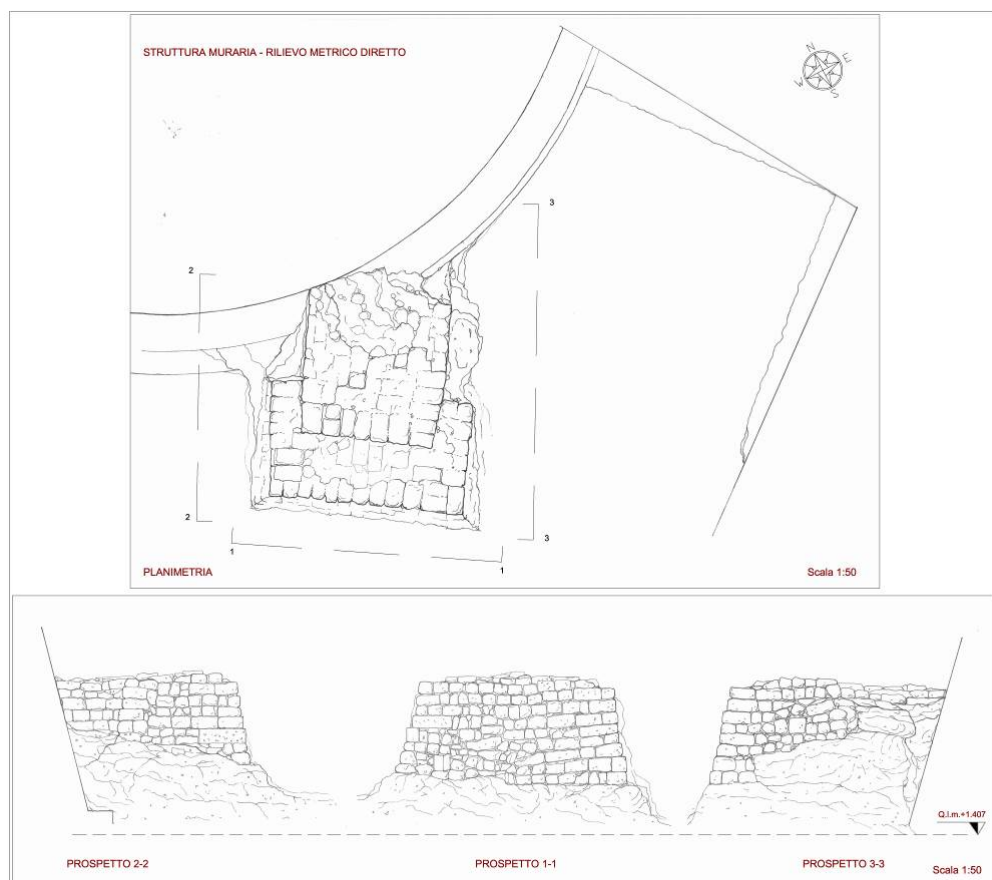 STRUTTURA MURARIA - RILIEVO METRICO DIRETTO
N
E
W
S
3
2
2
3
1
1
PLANIMETRIA
Scala 1:50
Q.l.m.+1.407
PROSPETTO 2-2
PROSPETTO 1-1
PROSPETTO 3-3
Scala 1:50